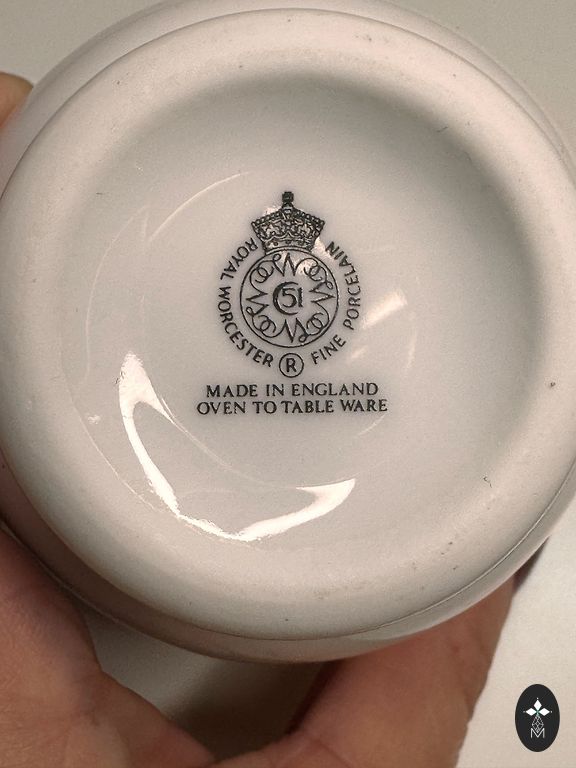 ROYAL WORCESTER
FINE PORCELAIN
51
®
MADE IN ENGLAND
OVEN TO TABLE WARE
M